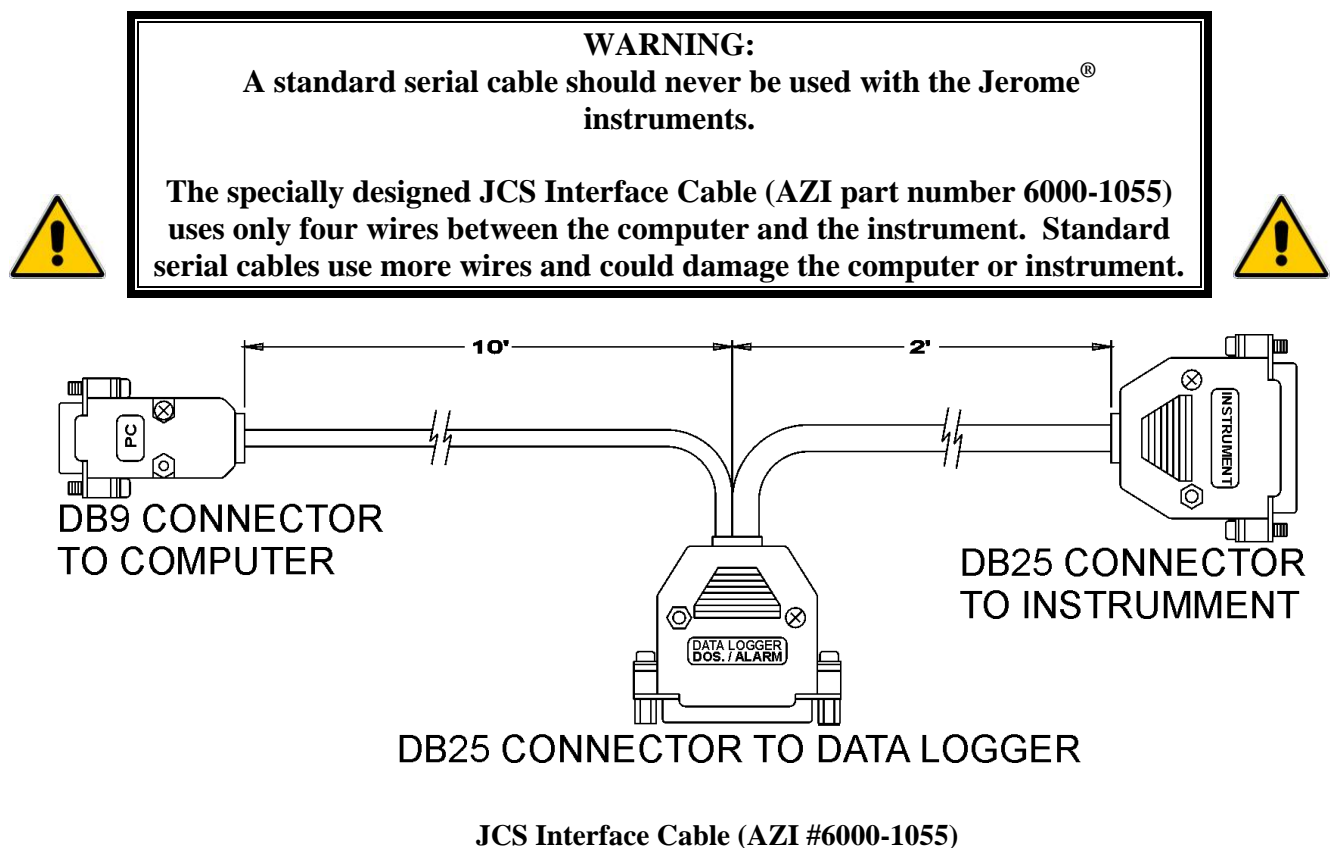 WARNING:
A standard serial cable should never be used with the Jerome®
instruments.
The specially designed JCS Interface Cable (AZI part number 6000-1055)
uses only four wires between the computer and the instrument. Standard
serial cables use more wires and could damage the computer or instrument.
10'
2'
PC
INSTRUMENT
DB9 CONNECTOR
TO COMPUTER
DB25 CONNECTOR
TO INSTRUMMENT
DATA LOGGER
DOS. / ALARM
DB25 CONNECTOR TO DATA LOGGER
JCS Interface Cable (AZI #6000-1055)